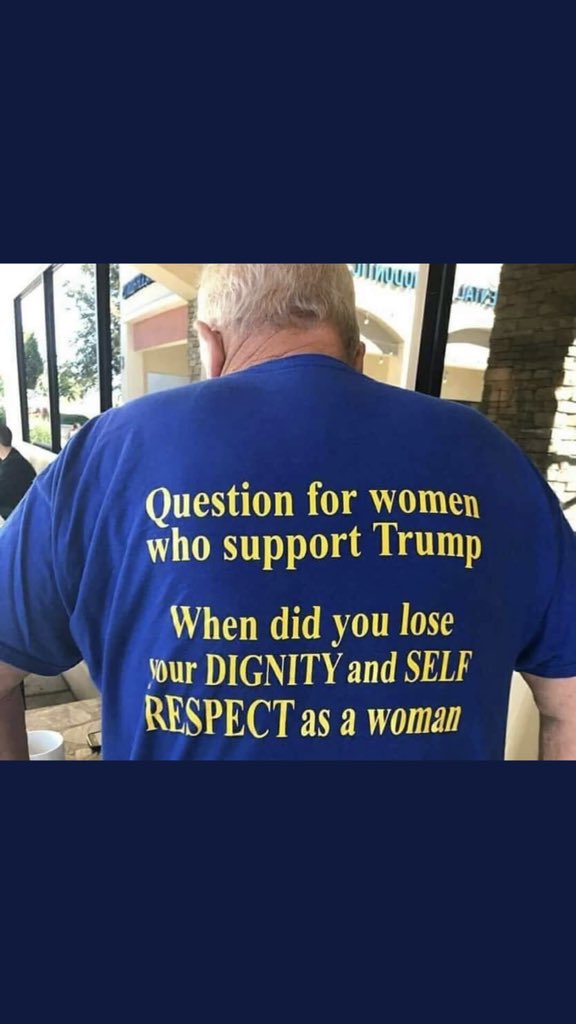 Question for women
who support Trump
When did you lose
your DIGNITY and SELF
RESPECT as a woman